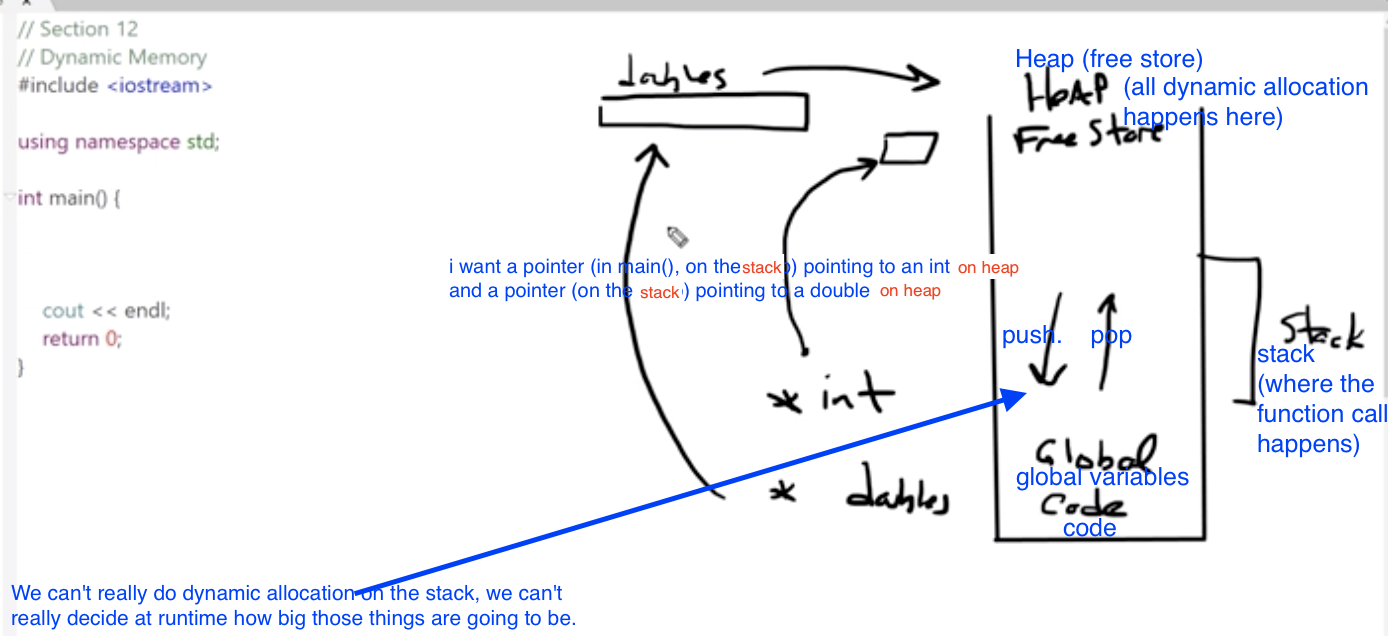 // Section 12
// Dynamic Memory
#include <iostream>
using namespace std;
int main() {
cout << endl;
return 0;
}
doubles
Heap (free store)
HeAP
(all dynamic allocation
happens here)
Free Store
i want a pointer (in main(), on the stack) pointing to an int on heap
and a pointer (on the stack) pointing to a double on heap
push.
pop
Stack
stack
(where the
function call
happens)
* int
Global
global variables
* doubles
Code
code
We can't really do dynamic allocation on the stack, we can't
really decide at runtime how big those things are going to be.